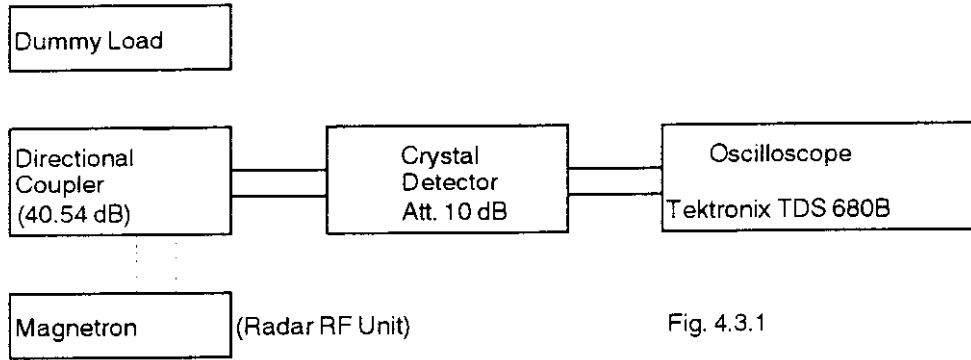 Dummy Load
Directional
Coupler
(40.54 dB)
Crystal
Detector
Att. 10 dB
Oscilloscope
Tektronix TDS 680B
Magnetron
(Radar RF Unit)
Fig. 4.3.1